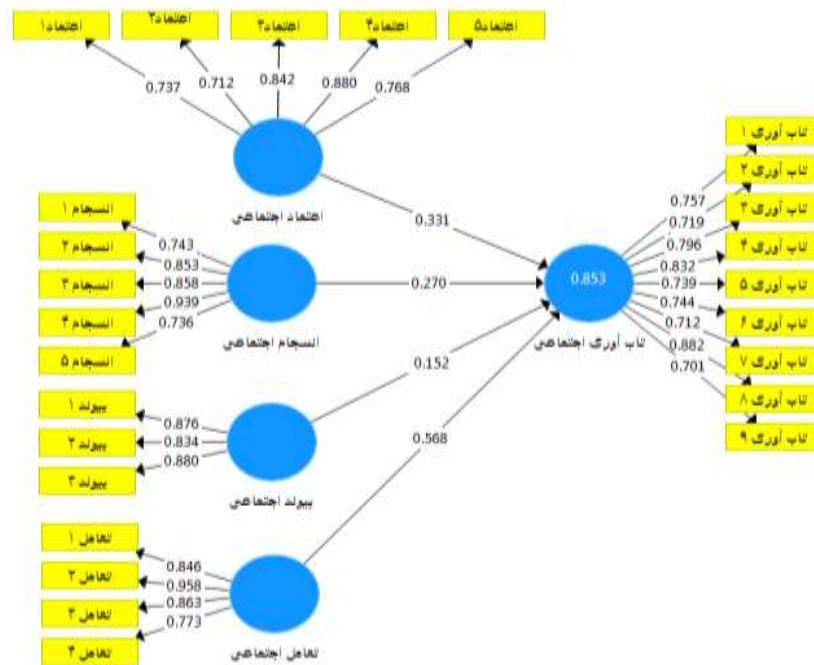 اعتماد۱
اعتماد۲
اعتماد۳
اعتماد۴
اعتماد۵
0.737
0.712
0.842
0.880
0.768
اعتماد اجتماعی
0.331
انسجام ۱
انسجام ۲
انسجام ۳
انسجام ۴
انسجام ۵
0.743
0.853
0.858
0.939
0.736
انسجام اجتماعی
0.270
پیوند ۱
پیوند ۲
پیوند ۳
0.876
0.834
0.880
پیوند اجتماعی
0.152
تعامل ۱
تعامل ۲
تعامل ۳
تعامل ۴
0.846
0.958
0.863
0.773
تعامل اجتماعی
0.568
0.853
تاب آوری اجتماعی
0.757
0.719
0.796
0.832
0.739
0.744
0.712
0.882
0.701
تاب آوری ۱
تاب آوری ۲
تاب آوری ۳
تاب آوری ۴
تاب آوری ۵
تاب آوری ۶
تاب آوری ۷
تاب آوری ۸
تاب آوری ۹